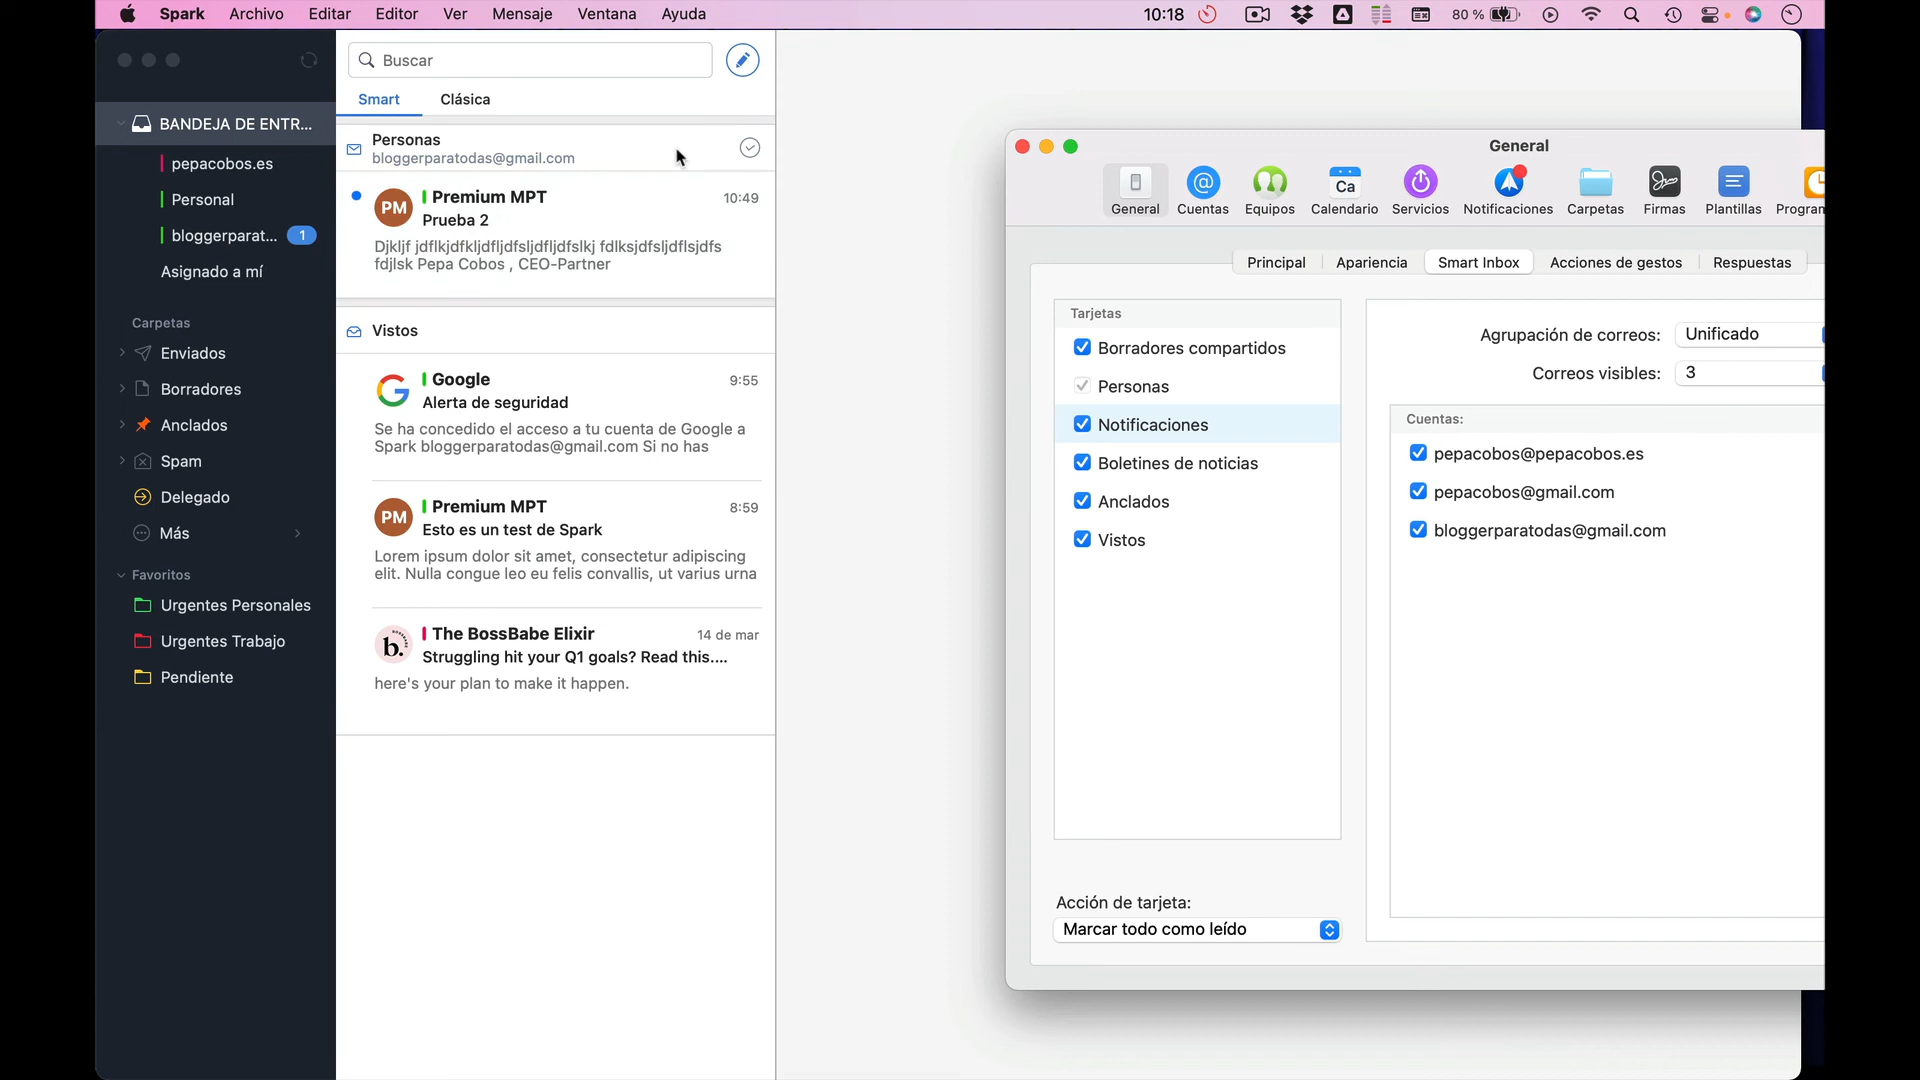 Spark Archivo Editar Editor Ver Mensaje Ventana Ayuda
10:18
80 %
BANDEJA DE ENTR...
pepacobos.es
Personal
bloggerparat... 1
Asignado a mí
Carpetas
Enviados
Borradores
Anclados
Spam
Delegado
Más
Favoritos
Urgentes Personales
Urgentes Trabajo
Pendiente
Buscar
Smart Clásica
Personas
bloggerparatodas@gmail.com
PM
Premium MPT 10:49
Prueba 2
Djkljf jdflkjdfkljdfljdfsljdfljdfslkj fdlksjdfsljdflsjdfs
fdjlsk Pepa Cobos , CEO-Partner
Vistos
Google 9:55
Alerta de seguridad
Se ha concedido el acceso a tu cuenta de Google a
Spark bloggerparatodas@gmail.com Si no has
PM
Premium MPT 8:59
Esto es un test de Spark
Lorem ipsum dolor sit amet, consectetur adipiscing
elit. Nulla congue leo eu felis convallis, ut varius urna
b.
The BossBabe Elixir 14 de mar
Struggling hit your Q1 goals? Read this....
here's your plan to make it happen.
General
Ca
General Cuentas Equipos Calendario Servicios Notificaciones Carpetas Firmas Plantillas Program
Principal Apariencia Smart Inbox Acciones de gestos Respuestas
Tarjetas
Borradores compartidos
Personas
Notificaciones
Boletines de noticias
Anclados
Vistos
Acción de tarjeta:
Marcar todo como leído
Agrupación de correos: Unificado
Correos visibles: 3
Cuentas:
pepacobos@pepacobos.es
pepacobos@gmail.com
bloggerparatodas@gmail.com